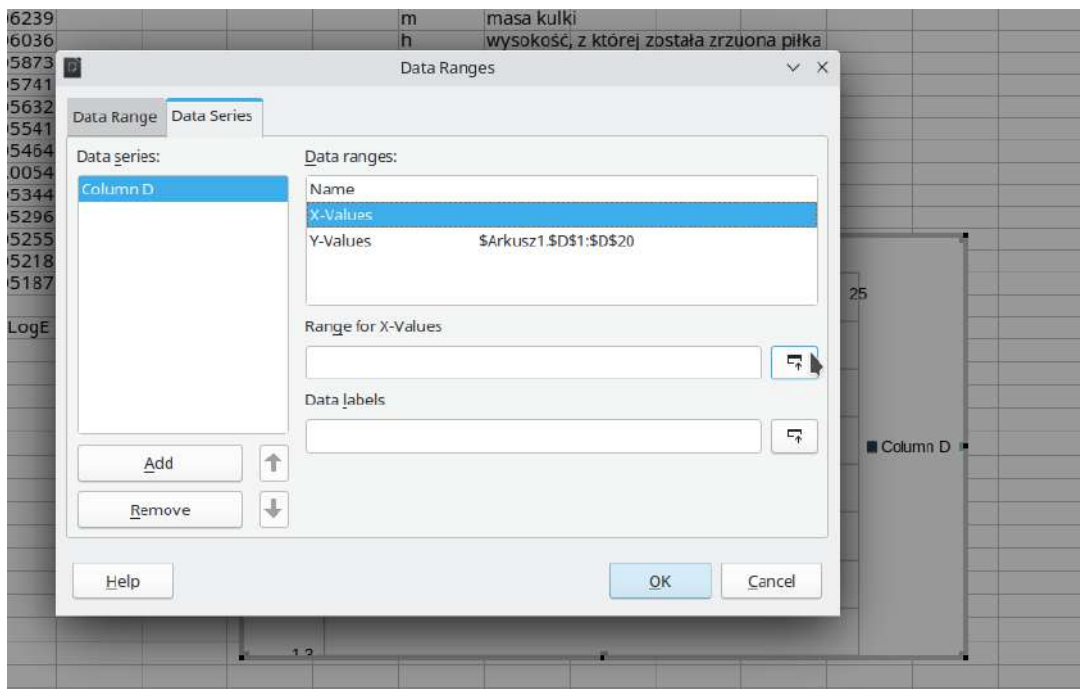 6239 m masa kulki
6036 h wysokość, z której została zrzuona piłka
5873
5741
5632
5541
5464
0054
5344
5296
5255
5218
5187
LogE
Data Ranges
Data Range Data Series
Data series:
Column D
Add
Remove
Data ranges:
Name
X-Values
Y-Values $Arkusz1.$D$1:$D$20
Range for X-Values
Data labels
Help
OK
Cancel
25
Column D